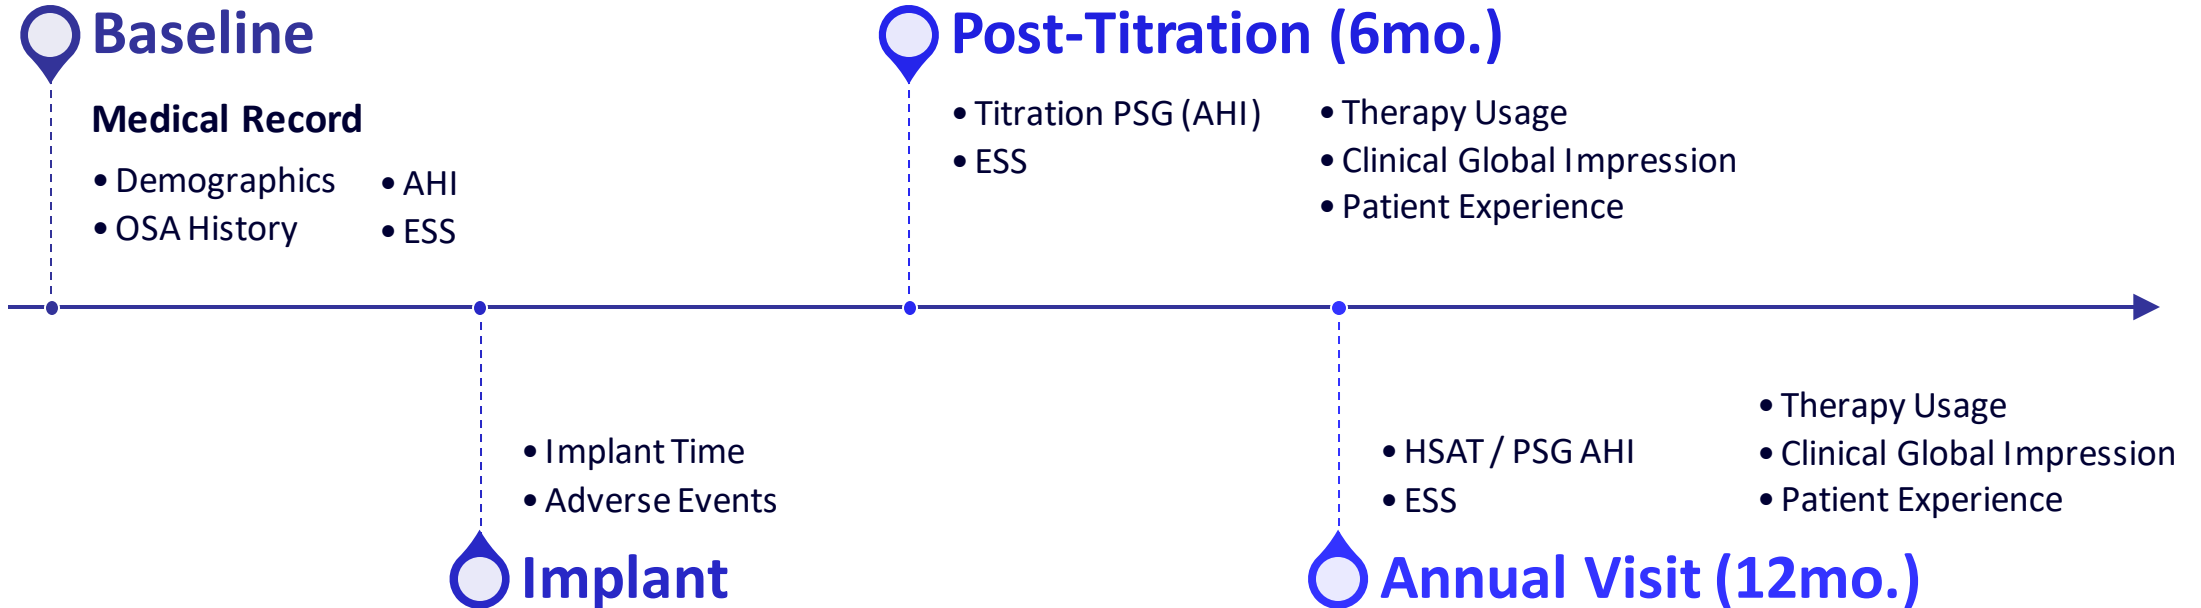 Baseline
Medical Record
• Demographics
• OSA History
• AHI
• ESS
Post-Titration (6mo.)
• Titration PSG (AHI)
• ESS
• Therapy Usage
• Clinical Global Impression
• Patient Experience
• Implant Time
• Adverse Events
Implant
• HSAT / PSG AHI
• ESS
• Therapy Usage
• Clinical Global Impression
• Patient Experience
Annual Visit (12mo.)